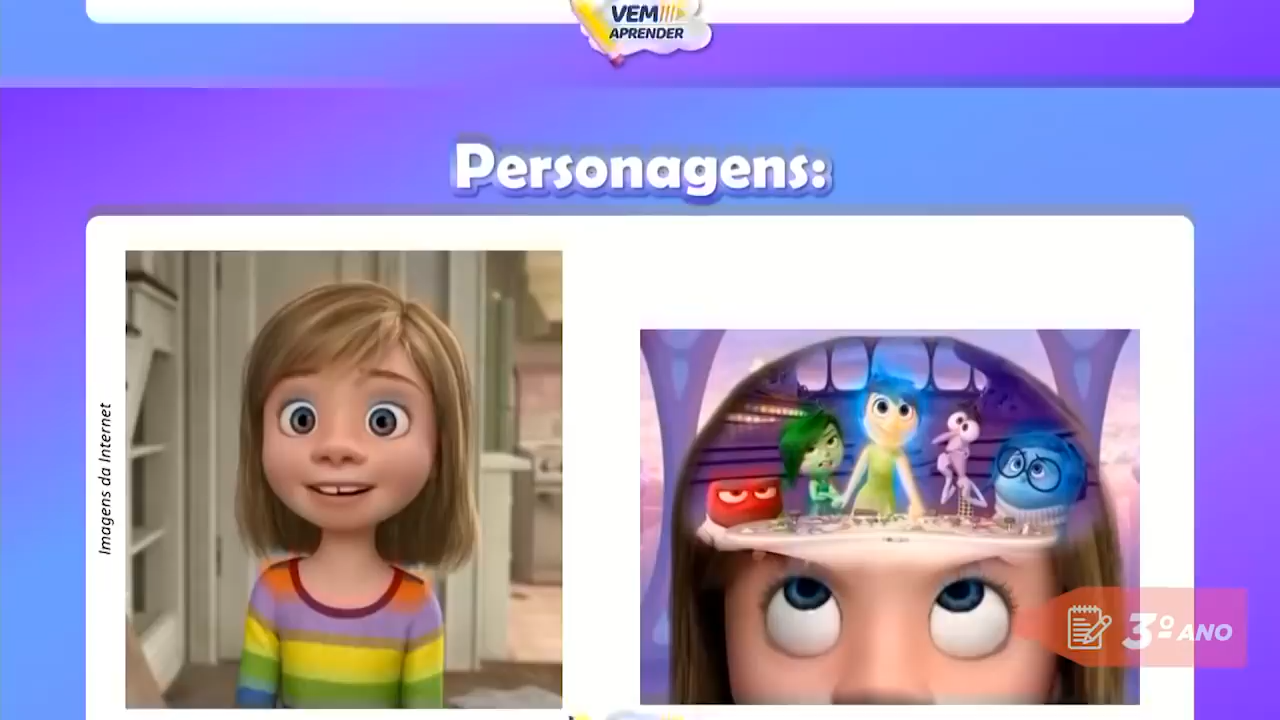 VEM
APRENDER
Personagens:
Imagens da Internet
3º ANO